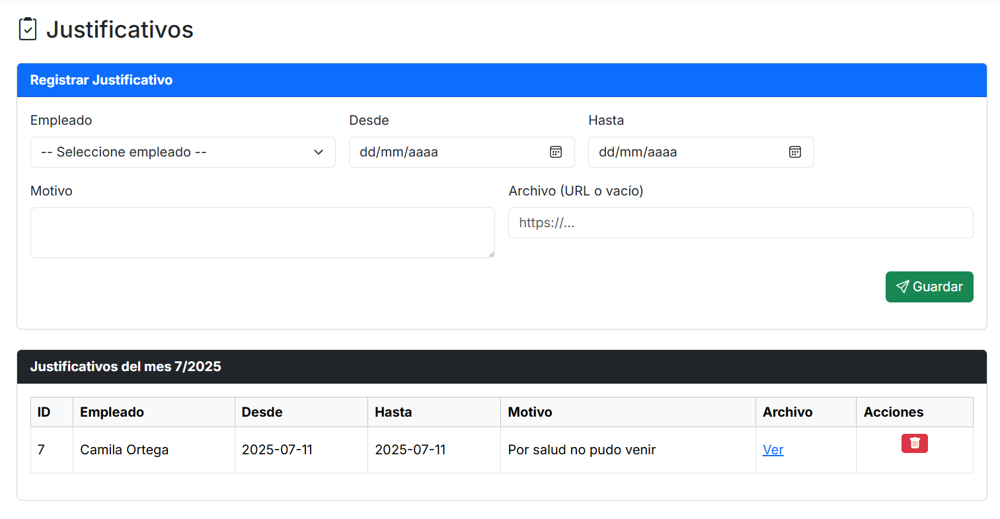 Justificativos
Registrar Justificativo
Empleado Desde Hasta
-- Seleccione empleado -- dd/mm/aaaa dd/mm/aaaa
Motivo Archivo (URL o vacío)
https://...
Guardar
Justificativos del mes 7/2025
ID Empleado Desde Hasta Motivo Archivo Acciones
7 Camila Ortega 2025-07-11 2025-07-11 Por salud no pudo venir Ver